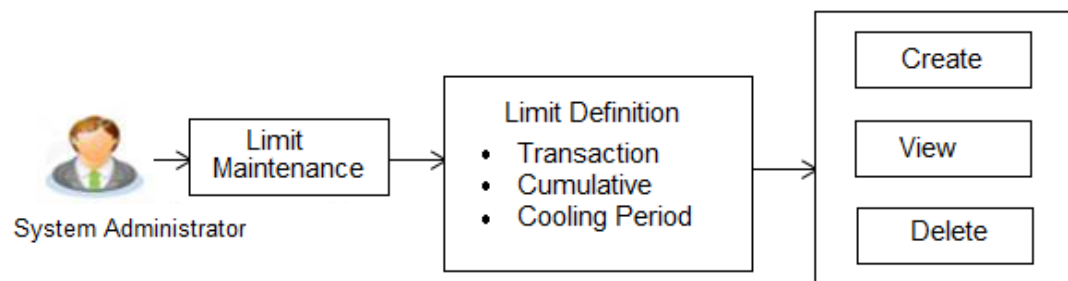 System Administrator
Limit
Maintenance
Limit Definition
• Transaction
• Cumulative
• Cooling Period
Create
View
Delete